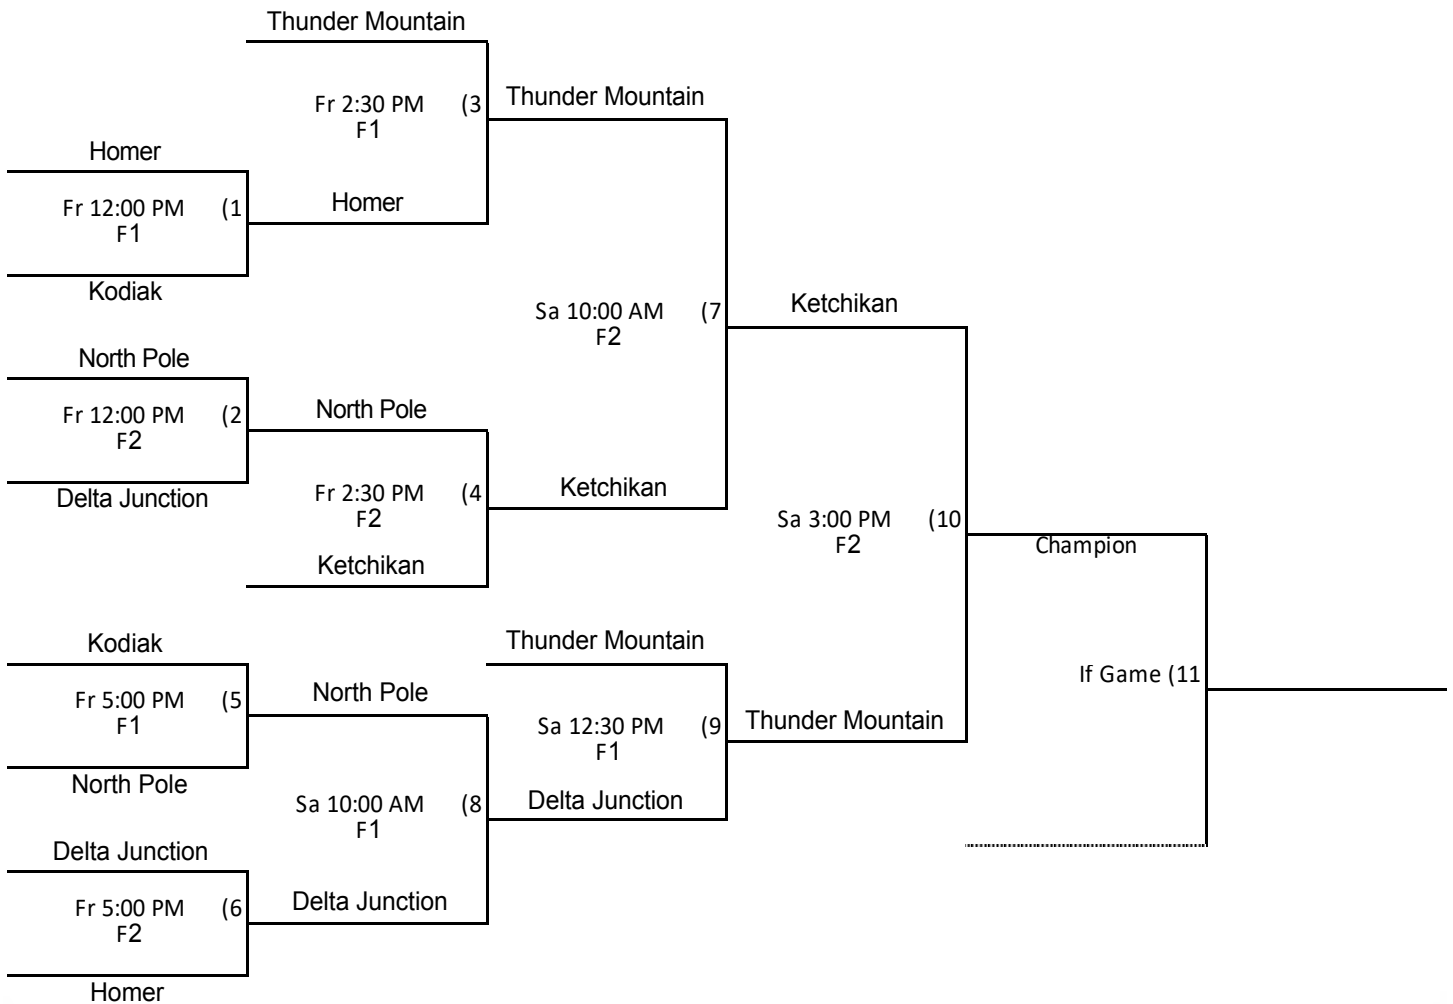 Thunder Mountain
Fr 2:30 PM (3
F1
Thunder Mountain
Homer
Fr 12:00 PM (1
F1
Homer
Kodiak
Sa 10:00 AM (7
F2
Ketchikan
North Pole
Fr 12:00 PM (2
F2
North Pole
Delta Junction
Fr 2:30 PM (4
F2
Ketchikan
Ketchikan
Sa 3:00 PM (10
F2
Champion
Kodiak
Fr 5:00 PM (5
F1
North Pole
North Pole
Thunder Mountain
Sa 12:30 PM (9
F1
Thunder Mountain
If Game (11
Sa 10:00 AM (8
F1
Delta Junction
Delta Junction
Fr 5:00 PM (6
F2
Delta Junction
Homer